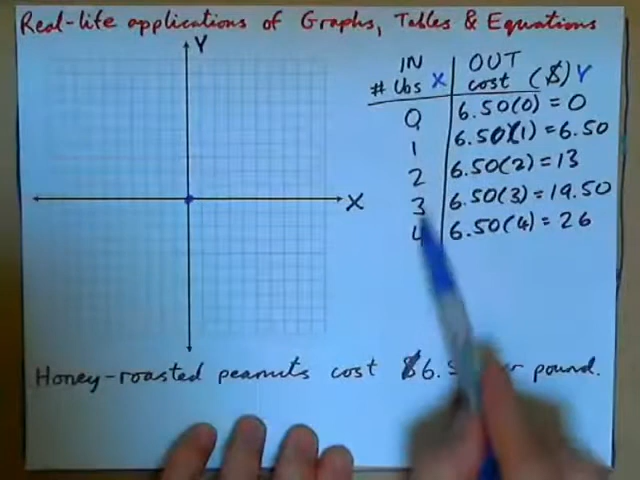 Real-life applications of Graphs, Tables & Equations
Y
X
IN OUT
# lbs X cost ($) Y
0 6.50(0) = 0
1 6.50(1) = 6.50
2 6.50(2) = 13
3 6.50(3) = 19.50
4 6.50(4) = 26
Honey-roasted peanuts cost $6. pound.